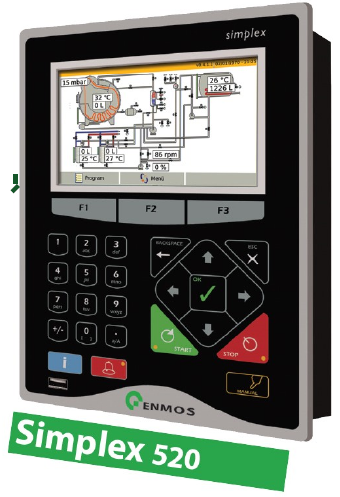 simplex
15 mbar
26 °C
1226 L
32 °C
0 L
0 L
25 °C
0 L
27 °C
86 rpm
0 %
Program
Menü
F1
F2
F3
1
2 abc
3 def
BACKSPACE
ESC
4 ghi
5 jkl
6 mno
OK
7 pqrs
8 tuv
9 wxyz
+/-
0
.
START
STOP
i
MANUAL
ENMOS
Simplex 520